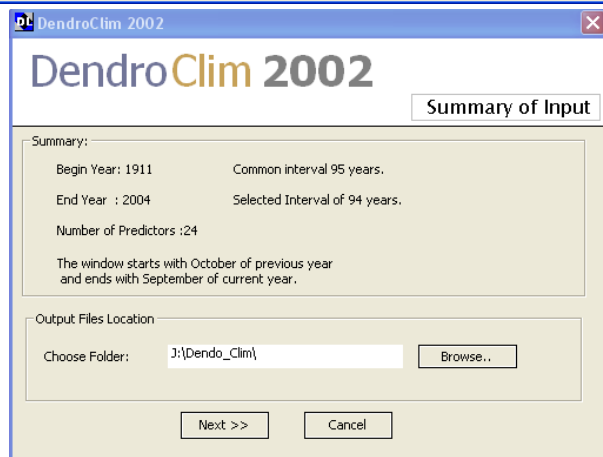 DendroClim 2002
DendroClim 2002
Summary of Input
Summary:
Begin Year: 1911 Common interval 95 years.
End Year : 2004 Selected Interval of 94 years.
Number of Predictors :24
The window starts with October of previous year
and ends with September of current year.
Output Files Location
Choose Folder: J:\Dendo_Clim\ Browse..
Next >> Cancel